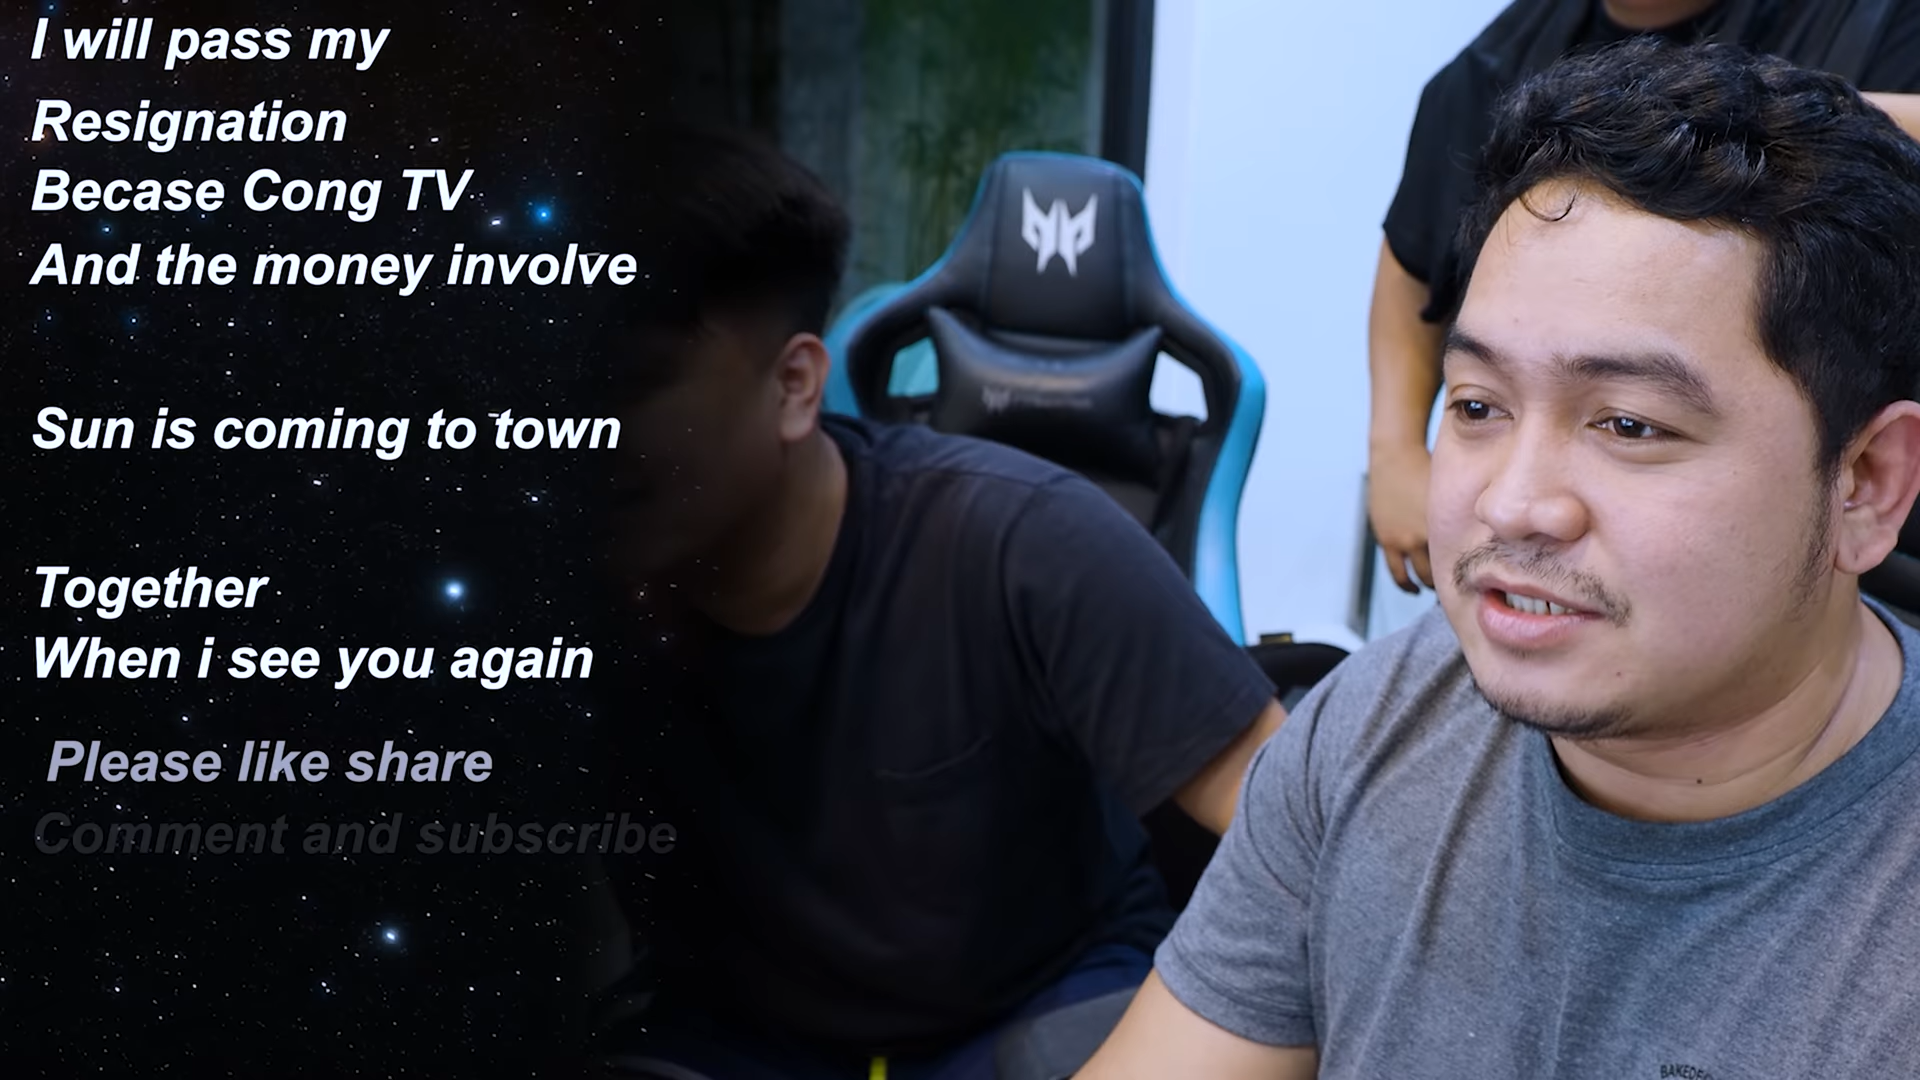 I will pass my
Resignation
Becase Cong TV
And the money involve
Sun is coming to town
Together
When i see you again
Please like share
Comment and subscribe